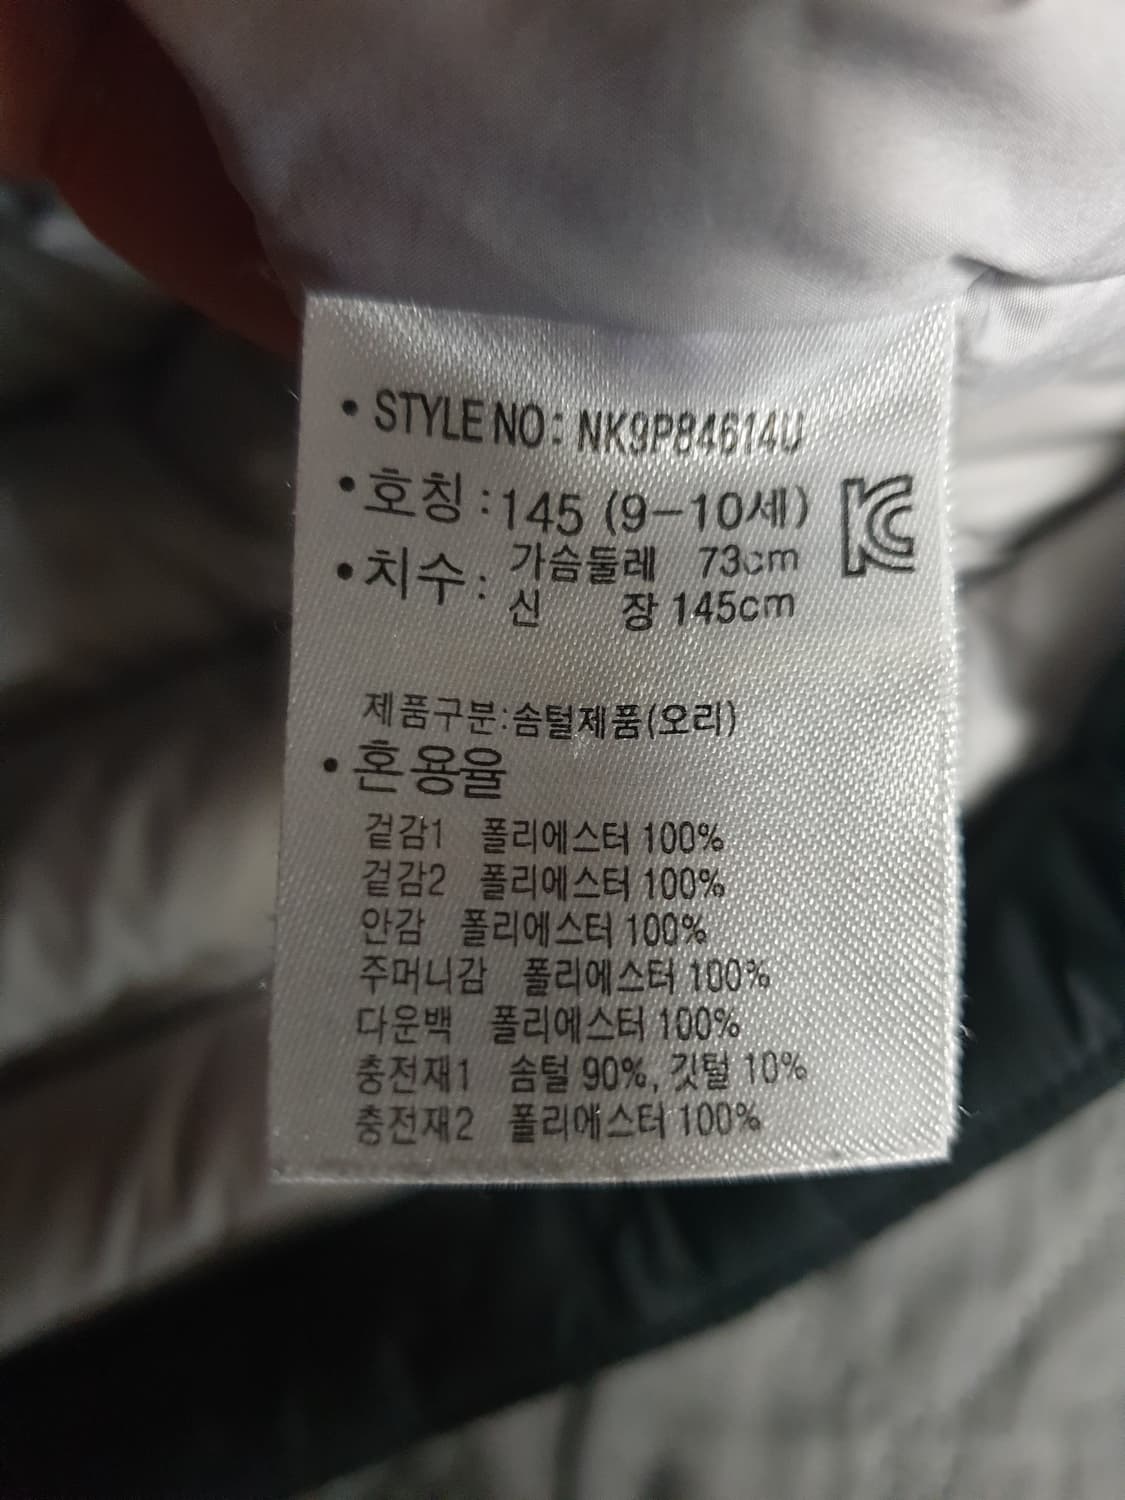 • STYLE NO: NK9P84614U
• 호칭 : 145 (9-10세)
• 치수 : 가슴둘레 73cm
신 장 145cm
KC
제품구분:솜털제품(오리)
• 혼용율
겉감1 폴리에스터 100%
겉감2 폴리에스터 100%
안감 폴리에스터 100%
주머니감 폴리에스터 100%
다운백 폴리에스터 100%
충전재1 솜털 90%, 깃털 10%
충전재2 폴리에스터 100%